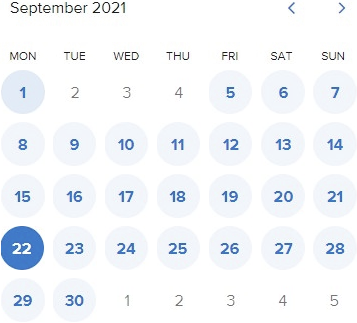 September 2021
MON TUE WED THU FRI SAT SUN
1 2 3 4 5 6 7
8 9 10 11 12 13 14
15 16 17 18 19 20 21
22 23 24 25 26 27 28
29 30 1 2 3 4 5